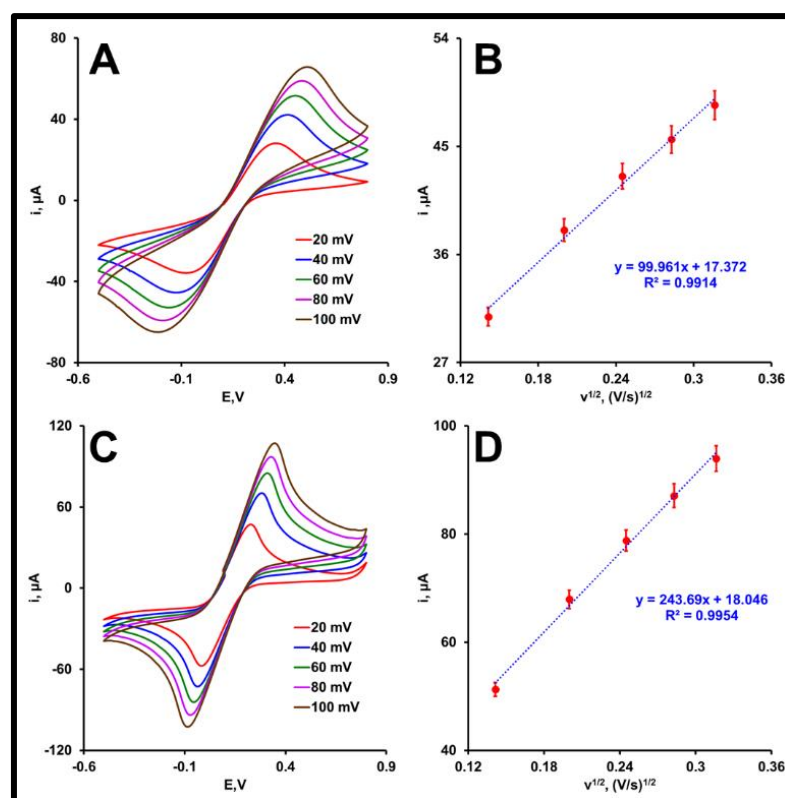 A
80
40
0
-40
-80
i, µA
-0.6
-0.1
0.4
0.9
E,V
20 mV
40 mV
60 mV
80 mV
100 mV
B
54
45
36
27
i ,µA
0.12
0.18
0.24
0.3
0.36
v1/2, (V/s)1/2
y = 99.961x + 17.372
R² = 0.9914
C
120
60
0
-60
-120
i, µA
-0.6
-0.1
0.4
0.9
E,V
20 mV
40 mV
60 mV
80 mV
100 mV
D
100
80
60
40
i, µA
0.12
0.18
0.24
0.3
0.36
v1/2, (V/s)1/2
y = 243.69x + 18.046
R² = 0.9954